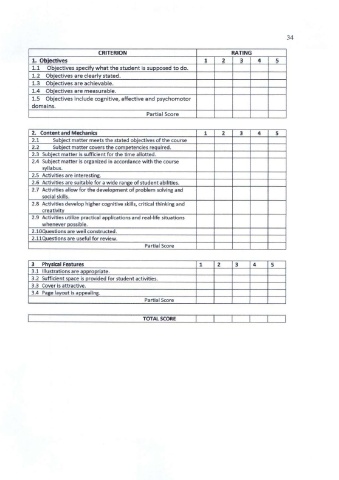 34
CRITERION RATING
1. Objectives 1 2 3 4 5
1.1 Objectives specify what the student is supposed to do.
1.2 Objectives are clearly stated.
1.3 Objectives are achievable.
1.4 Objectives are measurable.
1.5 Objectives include cognitive, effective and psychomotor
domains.
Partial Score
2. Content and Mechanics 1 2 3 4 5
2.1 Subject matter meets the stated objectives of the course
2.2 Subject matter covers the competencies required.
2.3 Subject matter is sufficient for the time allotted.
2.4 Subject matter is organized in accordance with the course
syllabus.
2.5 Activities are interesting.
2.6 Activities are suitable for a wide range of student abilities.
2.7 Activities allow for the development of problem solving and
social skills.
2.8 Activities develop higher cognitive skills, critical thinking and
creativity
2.9 Activities utilize practical applications and real-life situations
whenever possible.
2.10Questions are well constructed.
2.11Questions are useful for review.
Partial Score
3 Physical Features 1 2 3 4 5
3.1 Illustrations are appropriate.
3.2 Sufficient space is provided for student activities.
3.3 Cover is attractive.
3.4 Page layout is appealing.
Partial Score
TOTAL SCORE